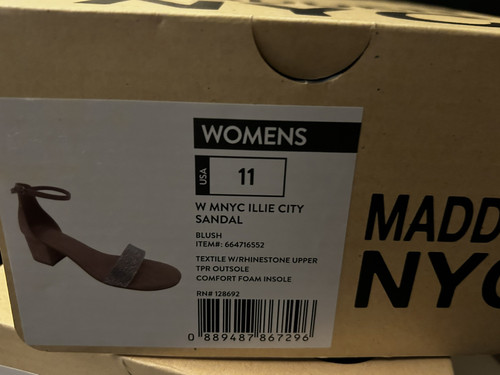 WOMENS
USA
11
W MNYC ILLIE CITY
SANDAL
BLUSH
ITEM#: 664716552
TEXTILE W/RHINESTONE UPPER
TPR OUTSOLE
COMFORT FOAM INSOLE
RN# 128692
0 889487 867296
MADD
NYC